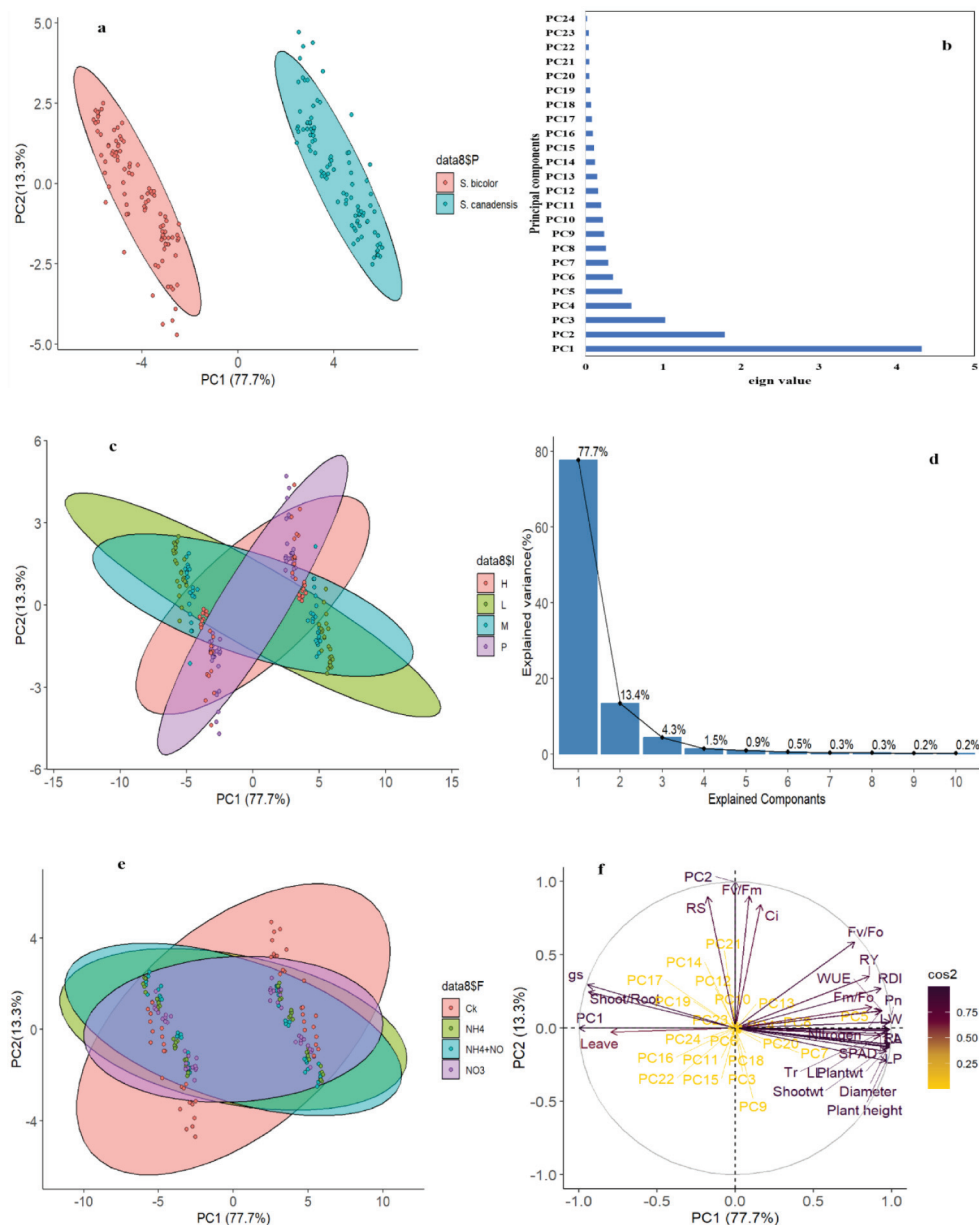 a
5.0
2.5
0.0
-2.5
-5.0
PC2(13.3%)
-4
0
4
PC1 (77.7%)
data8$P
S. bicolor
S. canadensis
b
PC24
PC23
PC22
PC21
PC20
PC19
PC18
PC17
PC16
PC15
PC14
PC13
PC12
PC11
PC10
PC9
PC8
PC7
PC6
PC5
PC4
PC3
PC2
PC1
Principal components
0
1
2
3
4
5
eign value
c
6
3
0
-3
-6
PC2(13.3%)
-15
-10
-5
0
5
10
15
PC1 (77.7%)
data8$I
H
L
M
P
d
80
60
40
20
0
Explained variance(%)
77.7%
13.4%
4.3%
1.5%
0.9%
0.5%
0.3%
0.3%
0.2%
0.2%
1
2
3
4
5
6
7
8
9
10
Explained Componants
e
4
0
-4
PC2(13.3%)
-10
-5
0
5
10
PC1 (77.7%)
data8$F
Ck
NH4
NH4+NO
NO3
f
1.0
0.5
0.0
-0.5
-1.0
PC2 (13.3%)
PC2
Fv/Fm
RS
Ci
Fv/Fo
PC21
RY
PC14
gs
PC17
PC12
WUE
RDI
Shoot/Root
PC19
PC10
PC13
Fm/Fo
Pn
PC1
PC23
PC5
LW
Leave
PC24
PC6
Nitrogen
PC20
PC16
PC11
PC18
PC7
SPAD
LP
PC22
PC15
PC3
Tr
Plantwt
PC9
Shootwt
Diameter
Plant height
-1.0
-0.5
0.0
0.5
1.0
PC1 (77.7%)
cos2
0.75
0.50
0.25